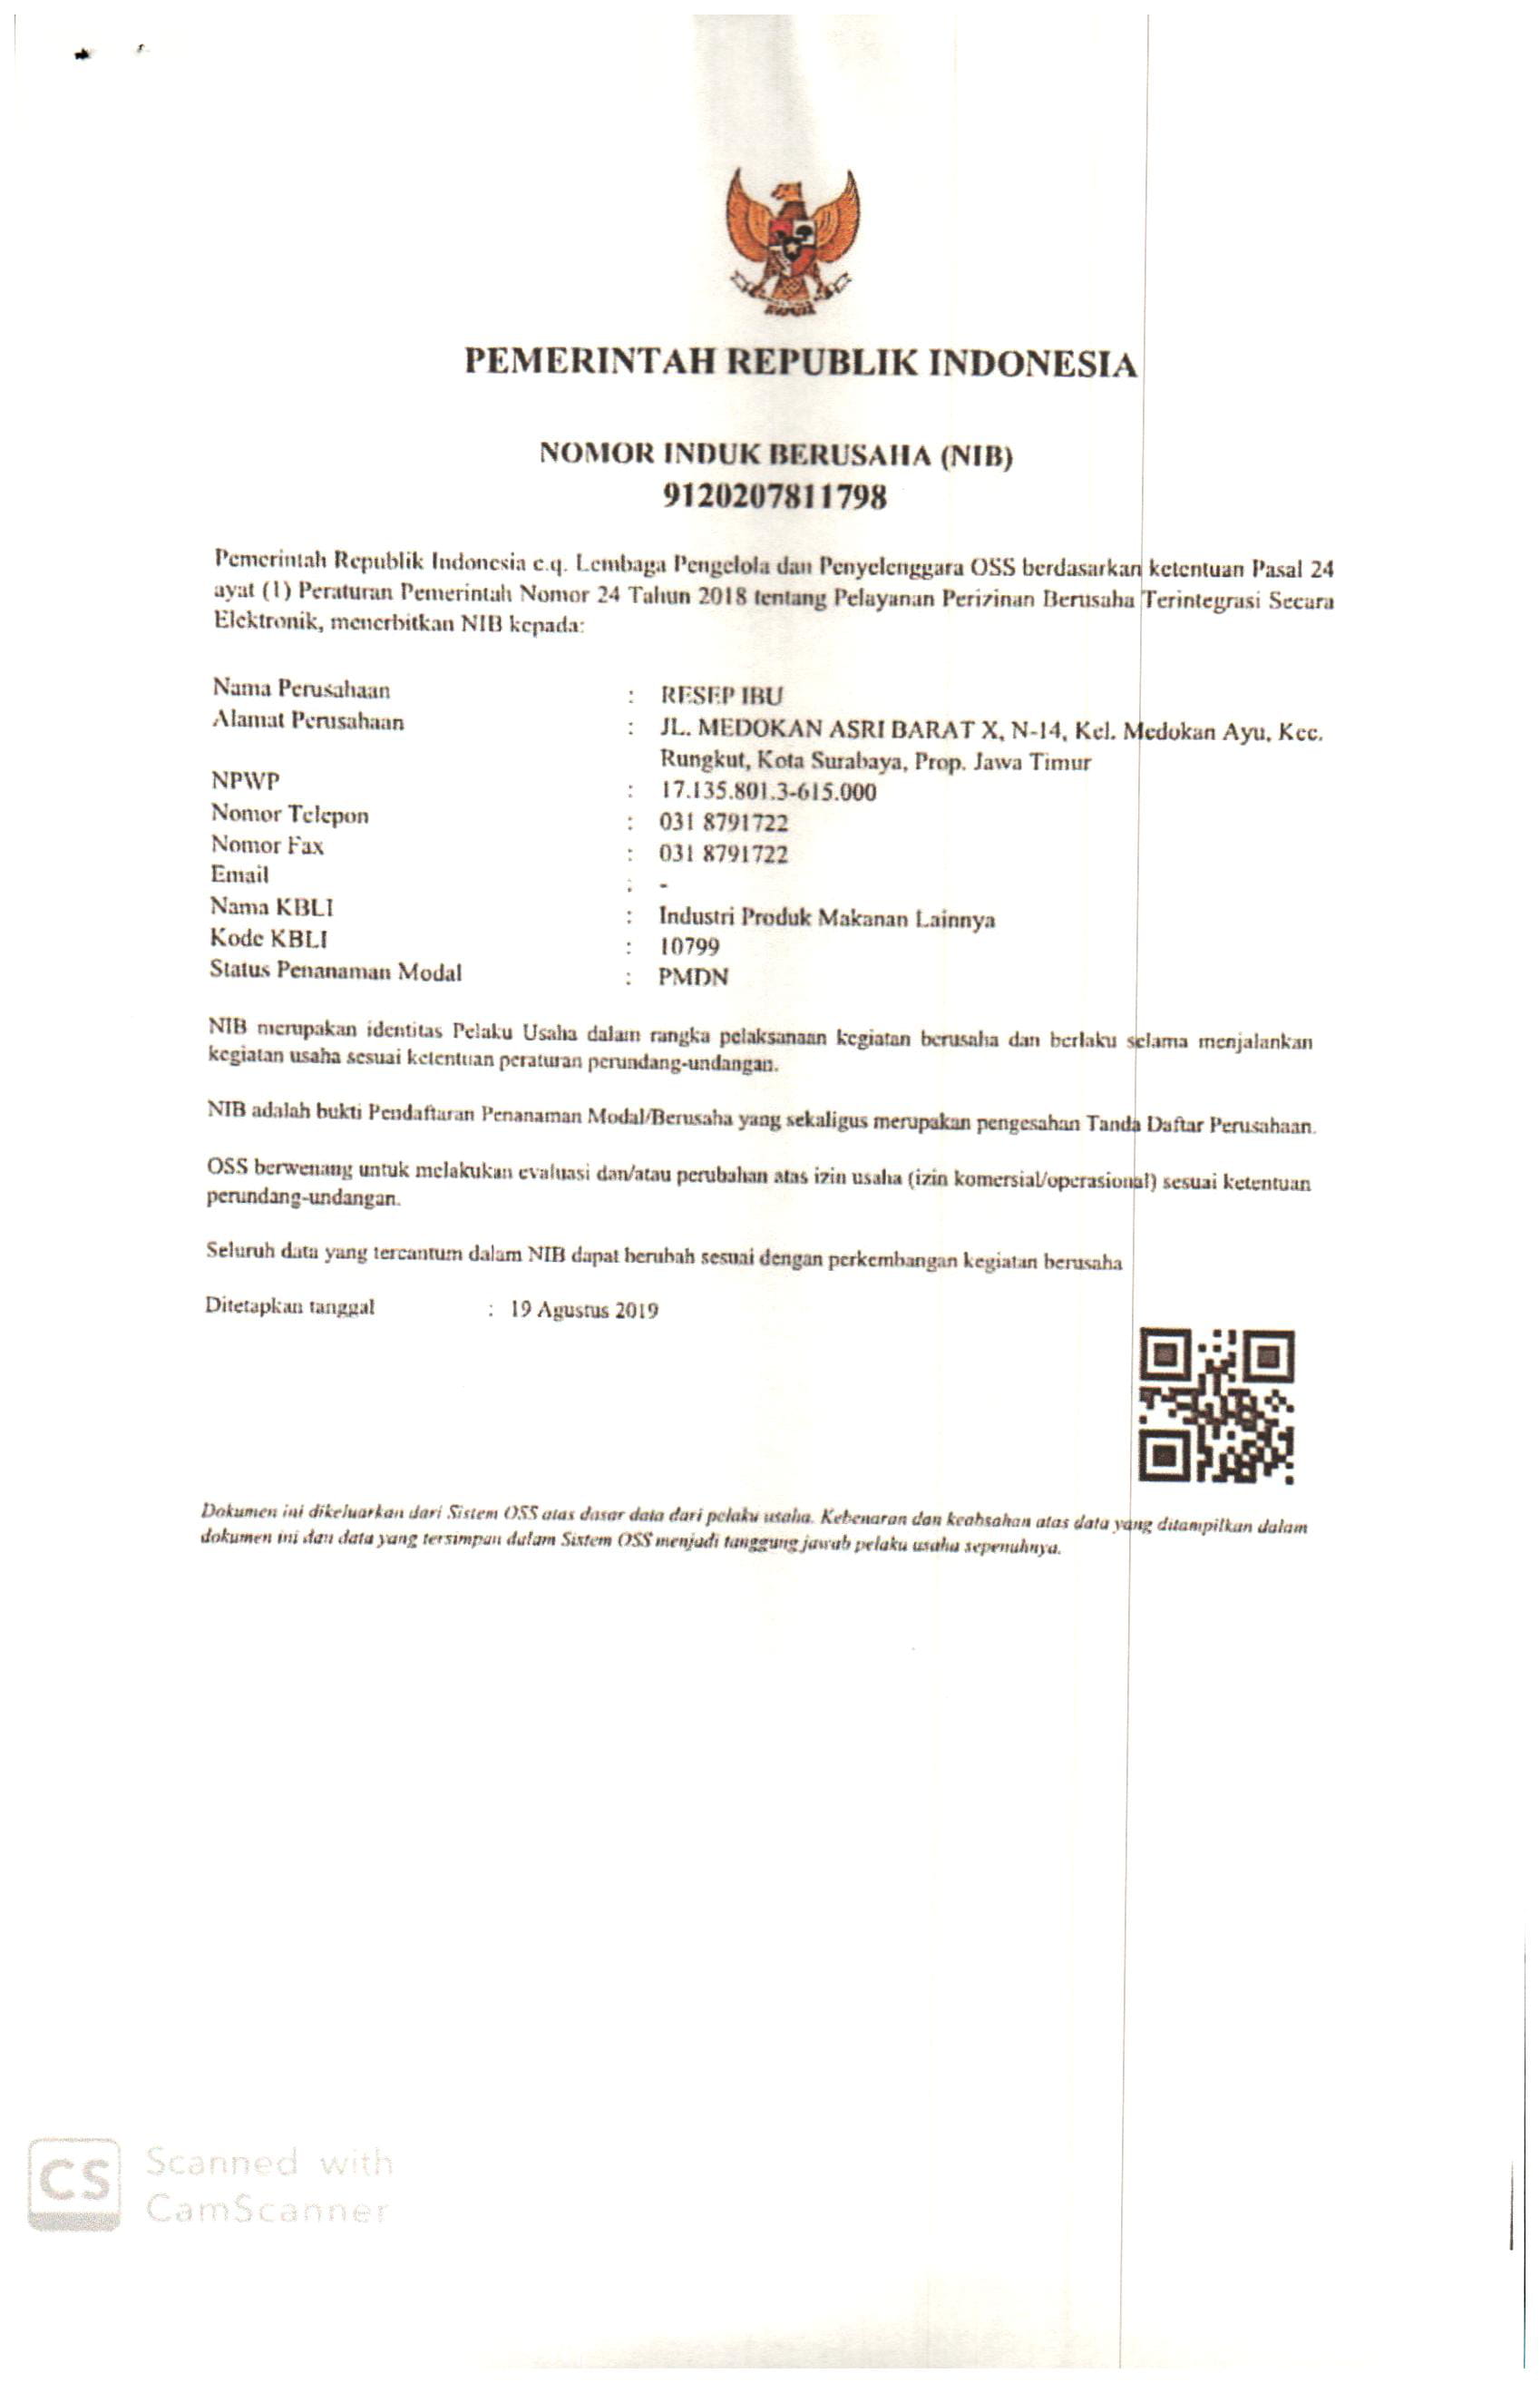 PEMERINTAH REPUBLIK INDONESIA
NOMOR INDUK BERUSAHA (NIB)
9120207811798
Pemerintah Republik Indonesia c.q. Lembaga Pengelola dan Penyelenggara OSS berdasarkan ketentuan Pasal 24
ayat (1) Peraturan Pemerintah Nomor 24 Tahun 2018 tentang Pelayanan Perizinan Berusaha Terintegrasi Secara
Elektronik, menerbitkan NIB kepada:
Nama Perusahaan : RESEP IBU
Alamat Perusahaan : JL. MEDOKAN ASRI BARAT X, N-14, Kel. Medokan Ayu, Kec.
Rungkut, Kota Surabaya, Prop. Jawa Timur
NPWP : 17.135.801.3-615.000
Nomor Telepon : 031 8791722
Nomor Fax : 031 8791722
Email : -
Nama KBLI : Industri Produk Makanan Lainnya
Kode KBLI : 10799
Status Penanaman Modal : PMDN
NIB merupakan identitas Pelaku Usaha dalam rangka pelaksanaan kegiatan berusaha dan berlaku selama menjalankan
kegiatan usaha sesuai ketentuan peraturan perundang-undangan.
NIB adalah bukti Pendaftaran Penanaman Modal/Berusaha yang sekaligus merupakan pengesahan Tanda Daftar Perusahaan.
OSS berwenang untuk melakukan evaluasi dan/atau perubahan atas izin usaha (izin komersial/operasional) sesuai ketentuan
perundang-undangan.
Seluruh data yang tercantum dalam NIB dapat berubah sesuai dengan perkembangan kegiatan berusaha
Ditetapkan tanggal : 19 Agustus 2019
Dokumen ini dikeluarkan dari Sistem OSS atas dasar data dari pelaku usaha. Kebenaran dan keabsahan atas data yang ditampilkan dalam
dokumen ini dan data yang tersimpan dalam Sistem OSS menjadi tanggung jawab pelaku usaha sepenuhnya.
CS Scanned with
CamScanner